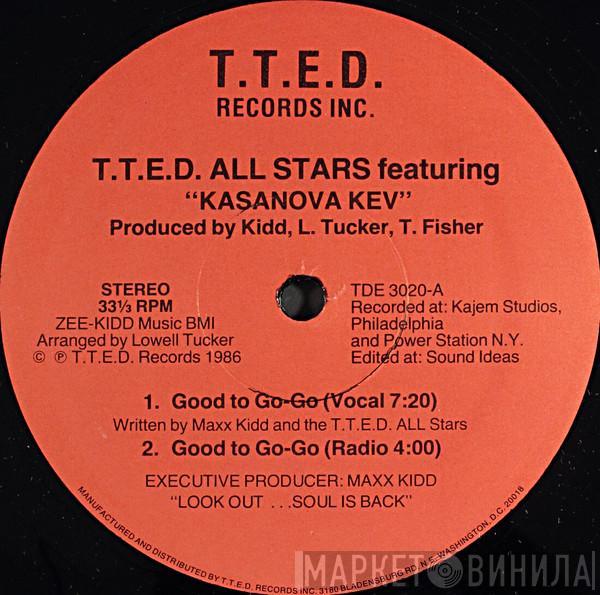 T.T.E.D.
RECORDS INC.
T.T.E.D. ALL STARS featuring
"KASANOVA KEV"
Produced by Kidd, L. Tucker, T. Fisher
STEREO
33⅓ RPM
ZEE-KIDD Music BMI
Arranged by Lowell Tucker
© ℗ T.T.E.D. Records 1986
TDE 3020-A
Recorded at: Kajem Studios,
Philadelphia
and Power Station N.Y.
Edited at: Sound Ideas
1. Good to Go-Go (Vocal 7:20)
Written by Maxx Kidd and the T.T.E.D. ALL Stars
2. Good to Go-Go (Radio 4:00)
EXECUTIVE PRODUCER: MAXX KIDD
"LOOK OUT ...SOUL IS BACK"
MANUFACTURED AND DISTRIBUTED BY T.T.E.D. RECORDS INC. 3180 BLADENSBURG RD. N.E. WASHINGTON, D.C. 20018
МАРКЕТ ВИНИЛА